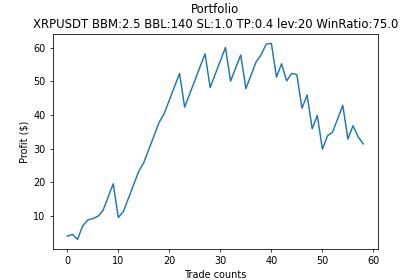 Portfolio
XRPUSDT BBM:2.5 BBL:140 SL:1.0 TP:0.4 lev:20 WinRatio:75.0
60
50
40
30
20
10
Profit ($)
0 10 20 30 40 50 60
Trade counts